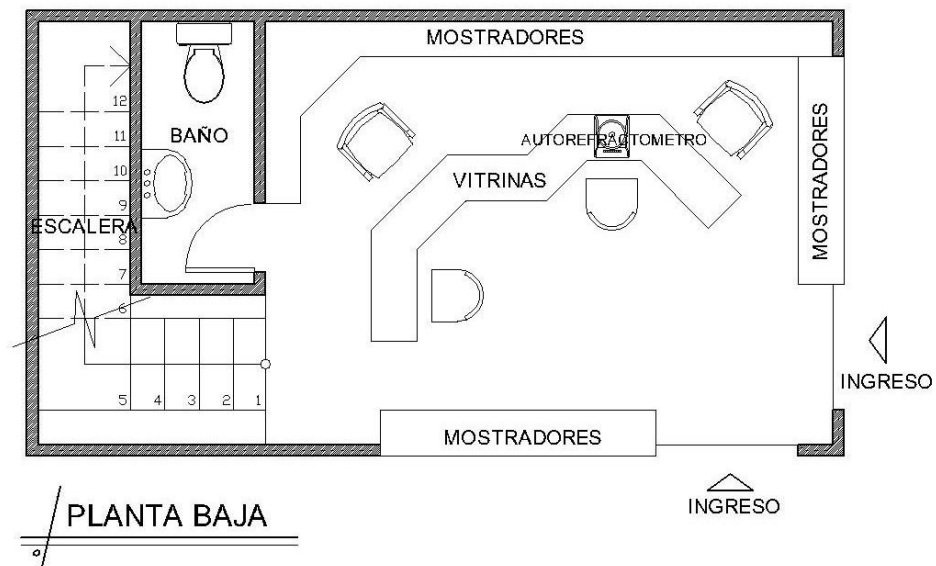 MOSTRADORES
12
11
BAÑO
AUTOREFRACTOMETRO
10
VITRINAS
MOSTRADORES
9
ESCALERA
8
7
6
5 4 3 2 1
INGRESO
MOSTRADORES
INGRESO
PLANTA BAJA